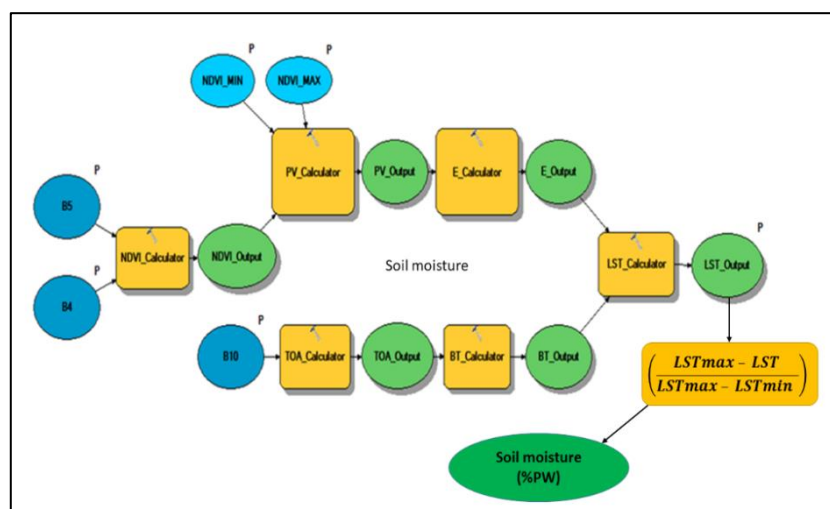 P
P
NDVI_MIN
NDVI_MAX
PV_Calculator
PV_Output
E_Calculator
E_Output
P
B5
P
B4
NDVI_Calculator
NDVI_Output
Soil moisture
LST_Calculator
P
LST_Output
P
B10
TOA_Calculator
TOA_Output
BT_Calculator
BT_Output
(LSTmax − LST
LSTmax − LSTmin)
Soil moisture
(%PW)